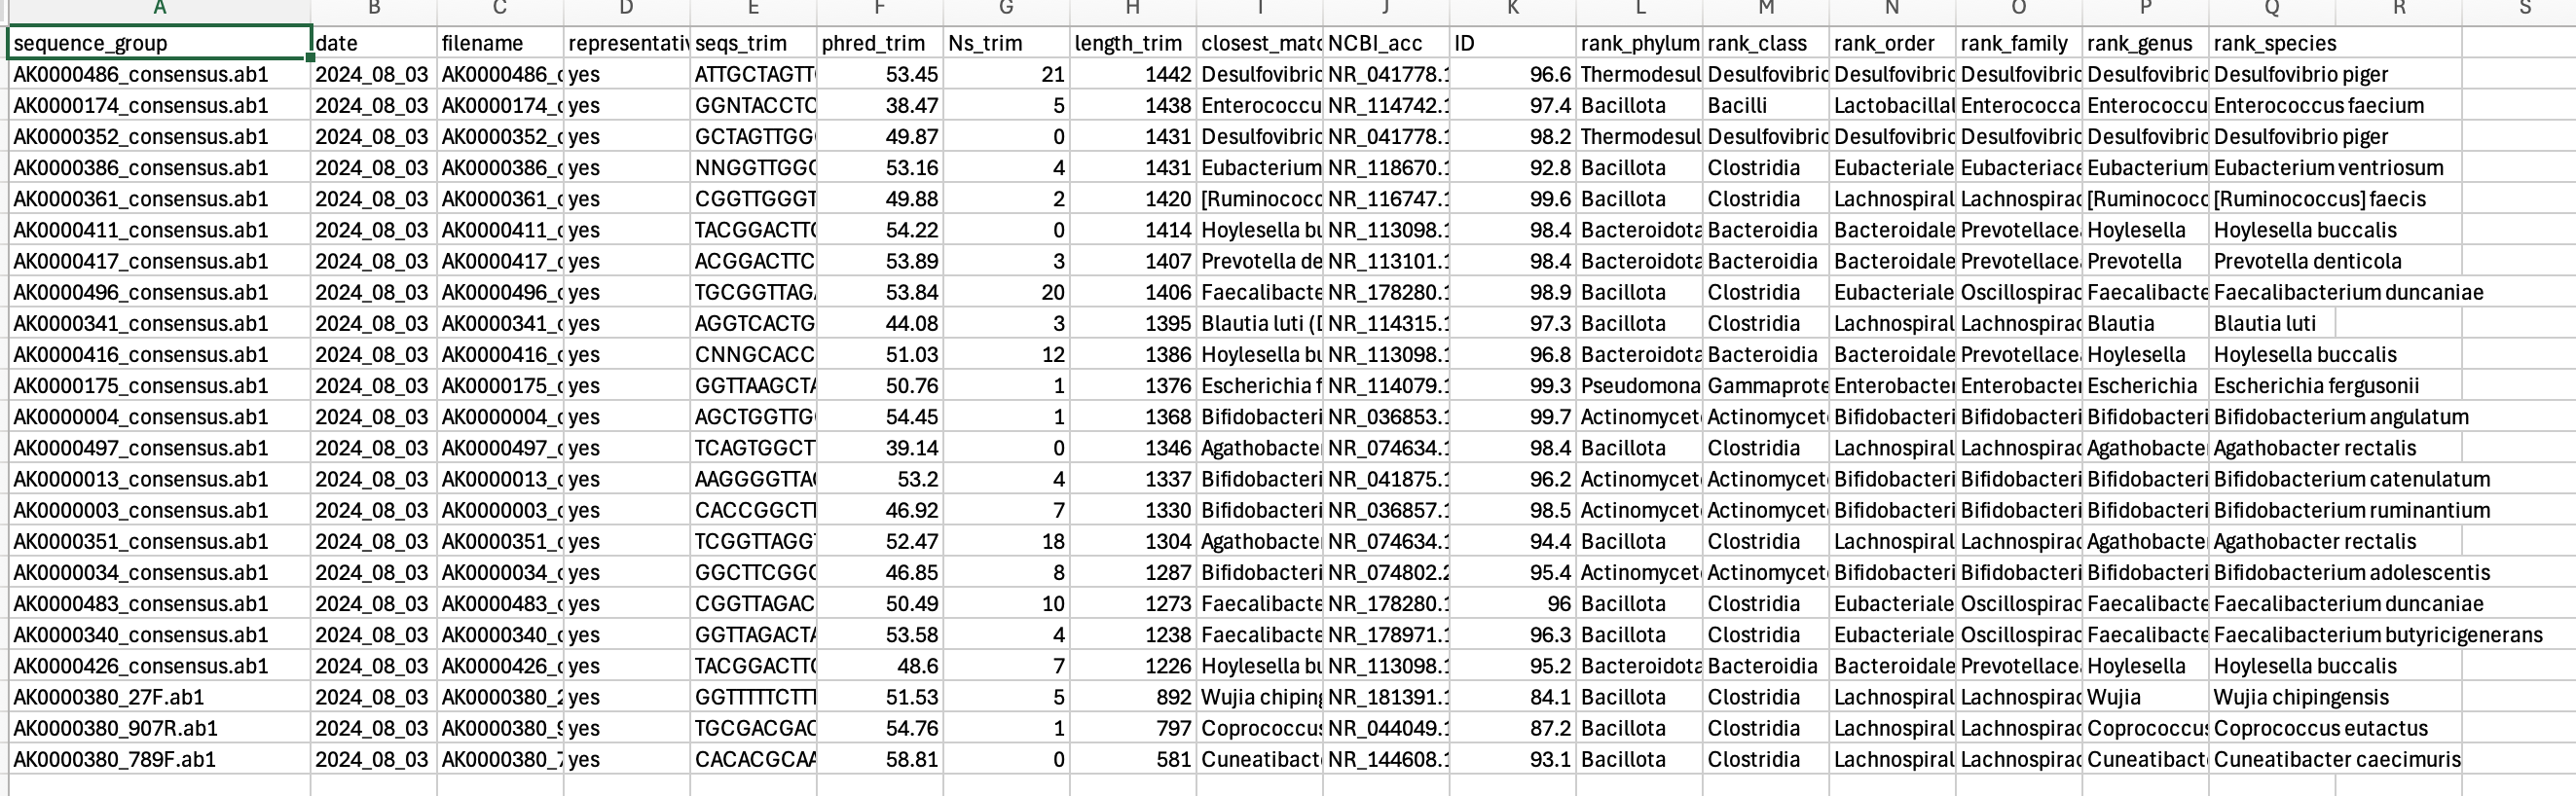 A B C D E F G H I J K L M N O P Q R S
sequence_group date filename representativ seqs_trim phred_trim Ns_trim length_trim closest_matc NCBI_acc ID rank_phylum rank_class rank_order rank_family rank_genus rank_species
AK0000486_consensus.ab1 2024_08_03 AK0000486_c yes ATTGCTAGTT 53.45 21 1442 Desulfovibric NR_041778.1 96.6 Thermodesul Desulfovibric Desulfovibric Desulfovibric Desulfovibric Desulfovibrio piger
AK0000174_consensus.ab1 2024_08_03 AK0000174_c yes GGNTACCTC 38.47 5 1438 Enterococcu NR_114742.1 97.4 Bacillota Bacilli Lactobacillal Enterococca Enterococcu Enterococcus faecium
AK0000352_consensus.ab1 2024_08_03 AK0000352_c yes GCTAGTTGG 49.87 0 1431 Desulfovibric NR_041778.1 98.2 Thermodesul Desulfovibric Desulfovibric Desulfovibric Desulfovibric Desulfovibrio piger
AK0000386_consensus.ab1 2024_08_03 AK0000386_c yes NNGGTTGGC 53.16 4 1431 Eubacterium NR_118670.1 92.8 Bacillota Clostridia Eubacteriale Eubacteriace Eubacterium Eubacterium ventriosum
AK0000361_consensus.ab1 2024_08_03 AK0000361_c yes CGGTTGGGT 49.88 2 1420 [Ruminococc NR_116747.1 99.6 Bacillota Clostridia Lachnospiral Lachnospirac [Ruminococc [Ruminococcus] faecis
AK0000411_consensus.ab1 2024_08_03 AK0000411_c yes TACGGACTTC 54.22 0 1414 Hoylesella bu NR_113098.1 98.4 Bacteroidota Bacteroidia Bacteroidale Prevotellacea Hoylesella Hoylesella buccalis
AK0000417_consensus.ab1 2024_08_03 AK0000417_c yes ACGGACTTC 53.89 3 1407 Prevotella de NR_113101.1 98.4 Bacteroidota Bacteroidia Bacteroidale Prevotellacea Prevotella Prevotella denticola
AK0000496_consensus.ab1 2024_08_03 AK0000496_c yes TGCGGTTAG 53.84 20 1406 Faecalibacte NR_178280.1 98.9 Bacillota Clostridia Eubacteriale Oscillospirac Faecalibacte Faecalibacterium duncaniae
AK0000341_consensus.ab1 2024_08_03 AK0000341_c yes AGGTCACTG 44.08 3 1395 Blautia luti (D NR_114315.1 97.3 Bacillota Clostridia Lachnospiral Lachnospirac Blautia Blautia luti
AK0000416_consensus.ab1 2024_08_03 AK0000416_c yes CNNGCACC 51.03 12 1386 Hoylesella bu NR_113098.1 96.8 Bacteroidota Bacteroidia Bacteroidale Prevotellacea Hoylesella Hoylesella buccalis
AK0000175_consensus.ab1 2024_08_03 AK0000175_c yes GGTTAAGCTA 50.76 1 1376 Escherichia f NR_114079.1 99.3 Pseudomona Gammaprote Enterobacter Enterobacter Escherichia Escherichia fergusonii
AK0000004_consensus.ab1 2024_08_03 AK0000004_c yes AGCTGGTTG 54.45 1 1368 Bifidobacteri NR_036853.1 99.7 Actinomycet Actinomycet Bifidobacteri Bifidobacteri Bifidobacteri Bifidobacterium angulatum
AK0000497_consensus.ab1 2024_08_03 AK0000497_c yes TCAGTGGCT 39.14 0 1346 Agathobacte NR_074634.1 98.4 Bacillota Clostridia Lachnospiral Lachnospirac Agathobacte Agathobacter rectalis
AK0000013_consensus.ab1 2024_08_03 AK0000013_c yes AAGGGGTTA 53.2 4 1337 Bifidobacteri NR_041875.1 96.2 Actinomycet Actinomycet Bifidobacteri Bifidobacteri Bifidobacteri Bifidobacterium catenulatum
AK0000003_consensus.ab1 2024_08_03 AK0000003_c yes CACCGGCTT 46.92 7 1330 Bifidobacteri NR_036857.1 98.5 Actinomycet Actinomycet Bifidobacteri Bifidobacteri Bifidobacteri Bifidobacterium ruminantium
AK0000351_consensus.ab1 2024_08_03 AK0000351_c yes TCGGTTAGG 52.47 18 1304 Agathobacte NR_074634.1 94.4 Bacillota Clostridia Lachnospiral Lachnospirac Agathobacte Agathobacter rectalis
AK0000034_consensus.ab1 2024_08_03 AK0000034_c yes GGCTTCGGC 46.85 8 1287 Bifidobacteri NR_074802.2 95.4 Actinomycet Actinomycet Bifidobacteri Bifidobacteri Bifidobacteri Bifidobacterium adolescentis
AK0000483_consensus.ab1 2024_08_03 AK0000483_c yes CGGTTAGAC 50.49 10 1273 Faecalibacte NR_178280.1 96 Bacillota Clostridia Eubacteriale Oscillospirac Faecalibacte Faecalibacterium duncaniae
AK0000340_consensus.ab1 2024_08_03 AK0000340_c yes GGTTAGACTA 53.58 4 1238 Faecalibacte NR_178971.1 96.3 Bacillota Clostridia Eubacteriale Oscillospirac Faecalibacte Faecalibacterium butyricigenerans
AK0000426_consensus.ab1 2024_08_03 AK0000426_c yes TACGGACTTC 48.6 7 1226 Hoylesella bu NR_113098.1 95.2 Bacteroidota Bacteroidia Bacteroidale Prevotellacea Hoylesella Hoylesella buccalis
AK0000380_27F.ab1 2024_08_03 AK0000380_2 yes GGTTTTTCTTT 51.53 5 892 Wujia chiping NR_181391.1 84.1 Bacillota Clostridia Lachnospiral Lachnospirac Wujia Wujia chipingensis
AK0000380_907R.ab1 2024_08_03 AK0000380_9 yes TGCGACGAC 54.76 1 797 Coprococcus NR_044049.1 87.2 Bacillota Clostridia Lachnospiral Lachnospirac Coprococcus Coprococcus eutactus
AK0000380_789F.ab1 2024_08_03 AK0000380_7 yes CACACGCAA 58.81 0 581 Cuneatibact NR_144608.1 93.1 Bacillota Clostridia Lachnospiral Lachnospirac Cuneatibact Cuneatibacter caecimuris